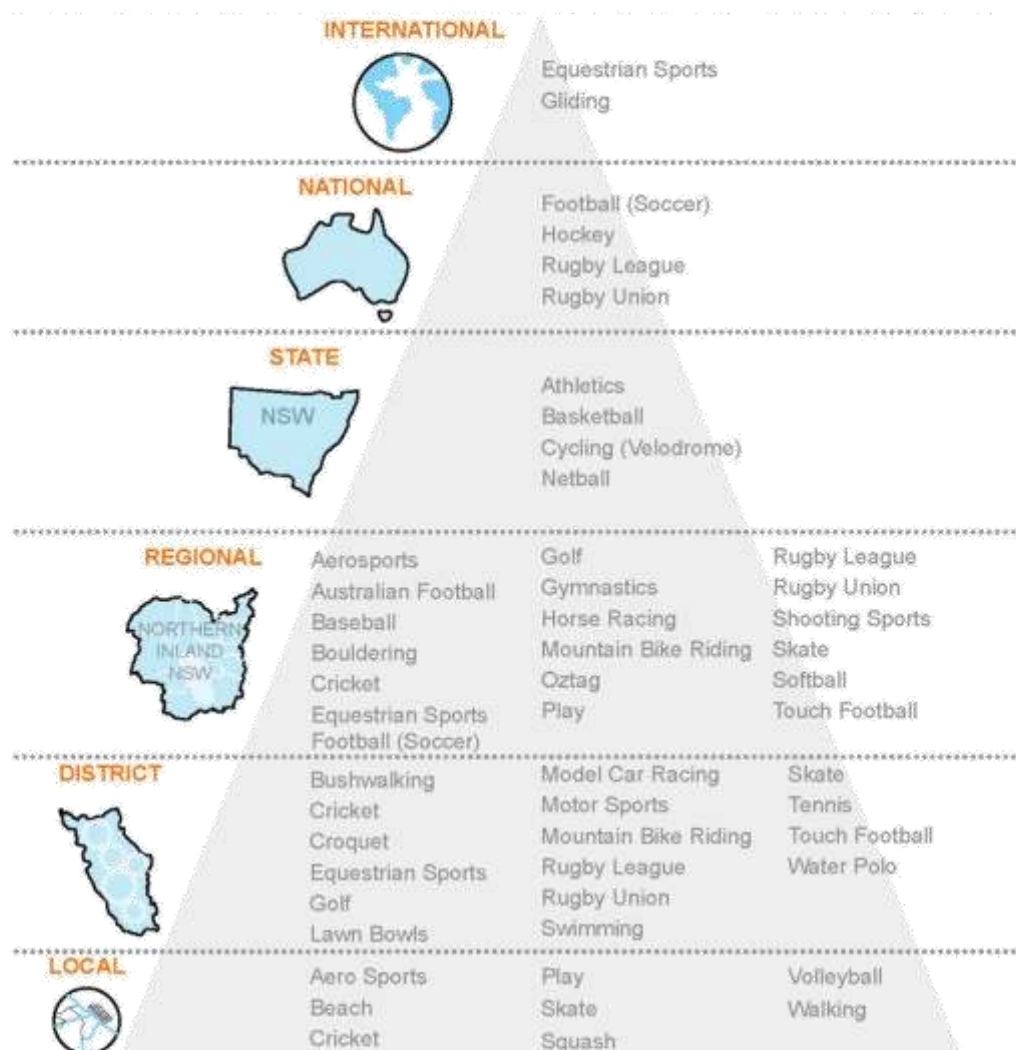 INTERNATIONAL
Equestrian Sports
Gliding
NATIONAL
Football (Soccer)
Hockey
Rugby League
Rugby Union
STATE
NSW
Athletics
Basketball
Cycling (Velodrome)
Netball
REGIONAL
NORTHERN
INLAND
NSW
Aerosports
Australian Football
Baseball
Bouldering
Cricket
Equestrian Sports
Football (Soccer)
Golf
Gymnastics
Horse Racing
Mountain Bike Riding
Oztag
Play
Rugby League
Rugby Union
Shooting Sports
Skate
Softball
Touch Football
DISTRICT
Bushwalking
Cricket
Croquet
Equestrian Sports
Golf
Lawn Bowls
Model Car Racing
Motor Sports
Mountain Bike Riding
Rugby League
Rugby Union
Swimming
Skate
Tennis
Touch Football
Water Polo
LOCAL
Aero Sports
Beach
Cricket
Play
Skate
Squash
Volleyball
Walking